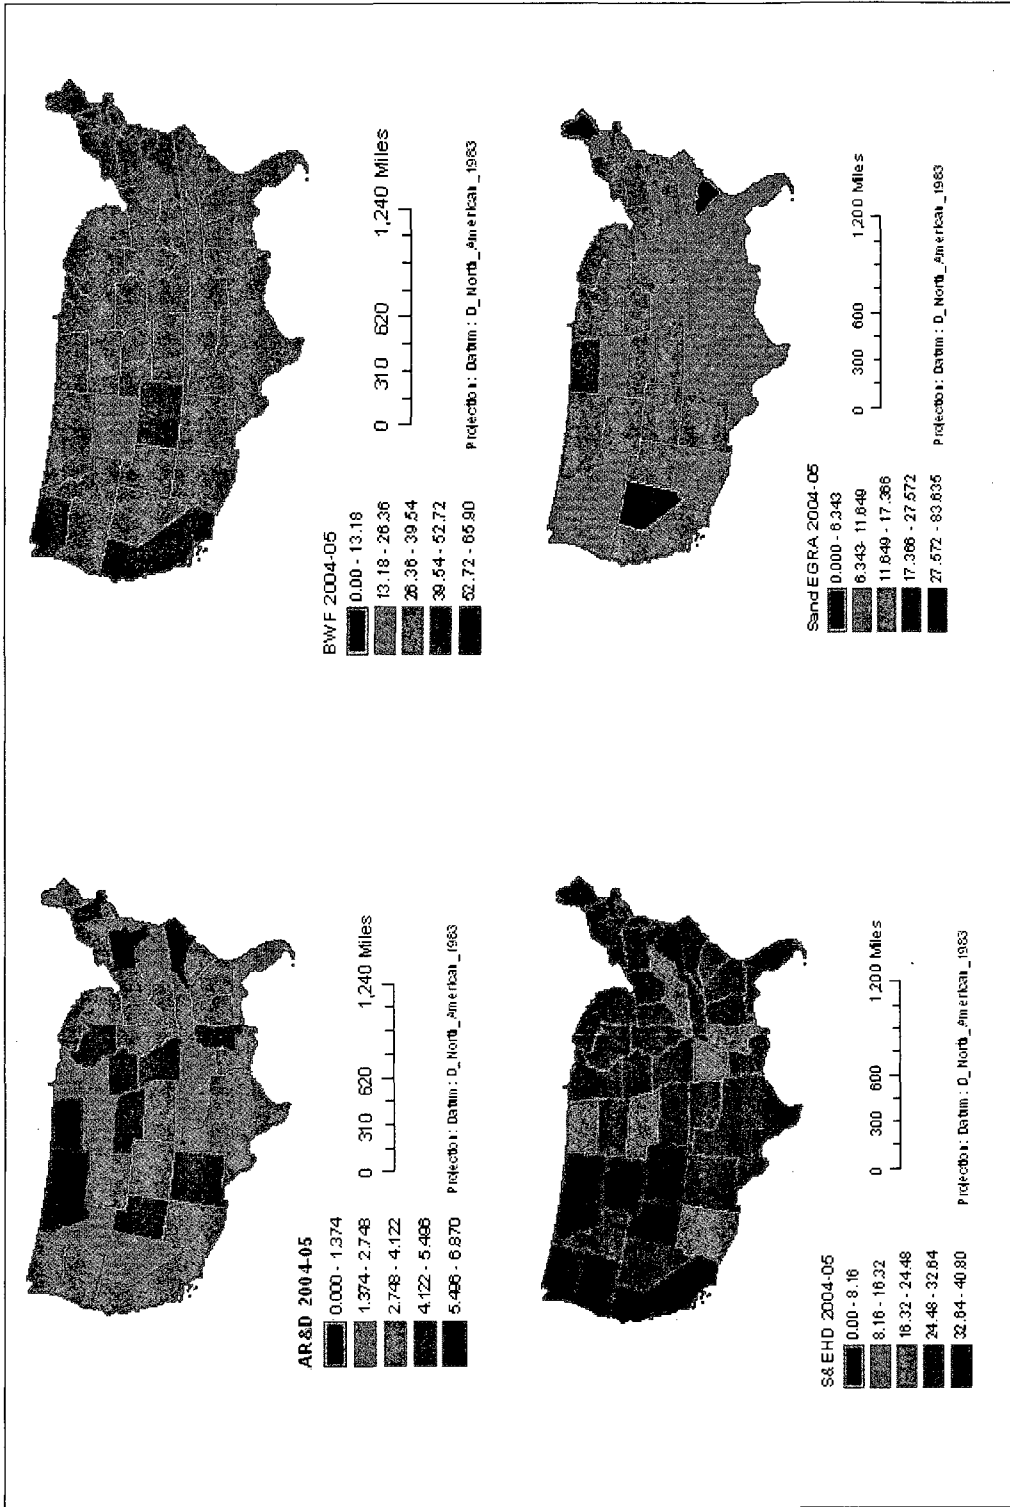 AR&D 2004-05
0.000 - 1.374
1.374 - 2.748
2.748 - 4.122
4.122 - 5.496
5.496 - 6.870
0 310 620 1,240 Miles
Projection: Datum: D_North_American_1983
BWF 2004-05
0.00 - 13.18
13.18 - 26.36
26.36 - 39.54
39.54 - 52.72
52.72 - 65.90
0 310 620 1,240 Miles
Projection: Datum: D_North_American_1983
S&EHD 2004-05
0.00 - 8.16
8.16 - 16.32
16.32 - 24.48
24.48 - 32.64
32.64 - 40.80
0 300 600 1,200 Miles
Projection: Datum: D_North_American_1983
Sand EGRA 2004-05
0.000 - 6.343
6.343 - 11.649
11.649 - 17.366
17.366 - 27.572
27.572 - 83.635
0 300 600 1,200 Miles
Projection: Datum: D_North_American_1983